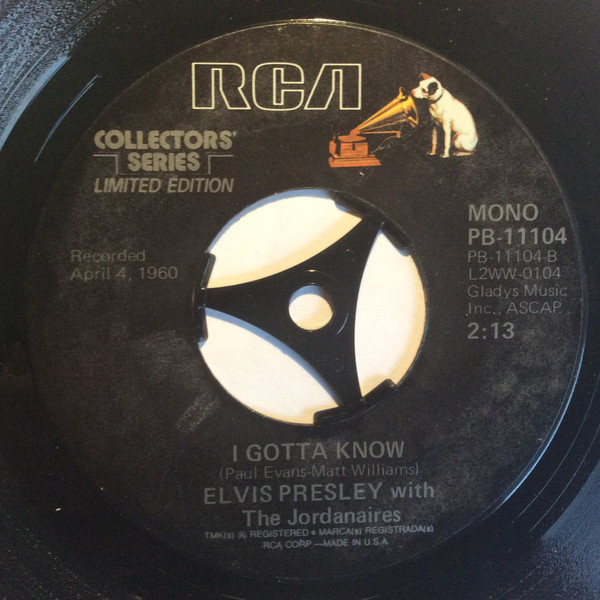 RCA
COLLECTORS'
SERIES
LIMITED EDITION
Recorded
April 4, 1960
MONO
PB-11104
PB-11104-B
L2WW-0104
Gladys Music
Inc., ASCAP
2:13
I GOTTA KNOW
(Paul Evans-Matt Williams)
ELVIS PRESLEY with
The Jordanaires
TMK(s) ® REGISTERED • MARCA(s) REGISTRADA(s)
RCA CORP —MADE IN U.S.A